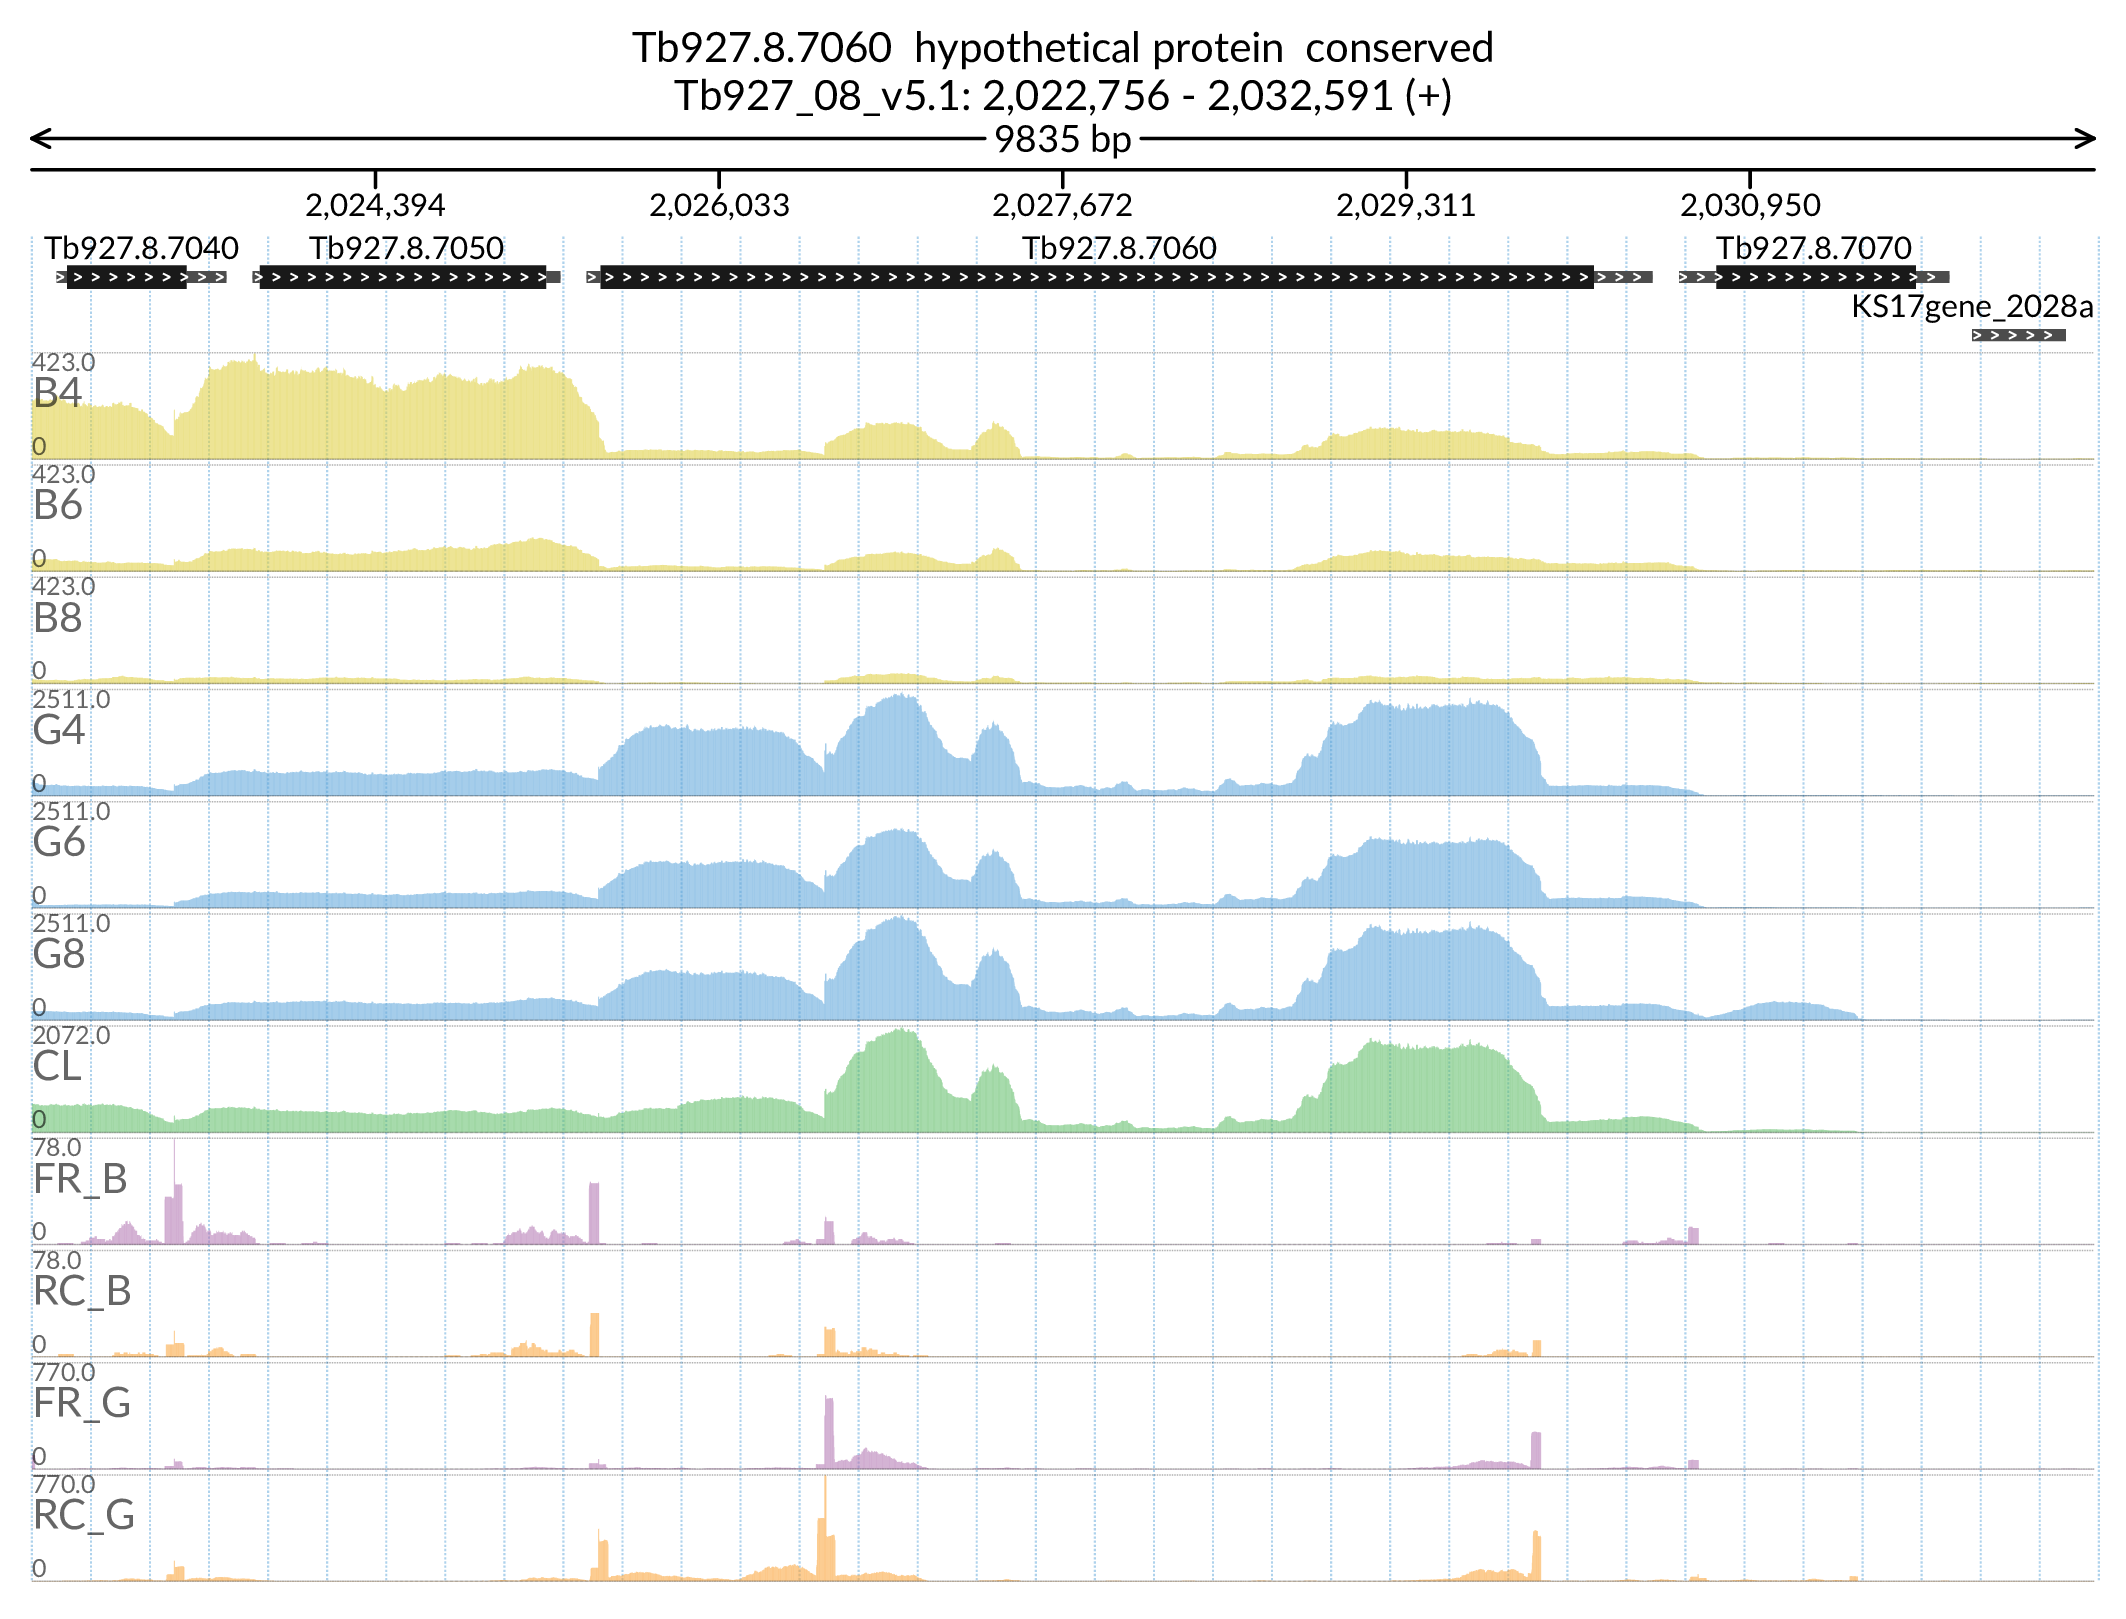 Tb927.8.7060 hypothetical protein conserved
Tb927_08_v5.1: 2,022,756 - 2,032,591 (+)
9835 bp
2,024,394 2,026,033 2,027,672 2,029,311 2,030,950
Tb927.8.7040 Tb927.8.7050 Tb927.8.7060 Tb927.8.7070
KS17gene_2028a
423.0
B4
0
423.0
B6
0
423.0
B8
0
2511.0
G4
0
2511.0
G6
0
2511.0
G8
0
2072.0
CL
0
78.0
FR_B
0
78.0
RC_B
0
770.0
FR_G
0
770.0
RC_G
0